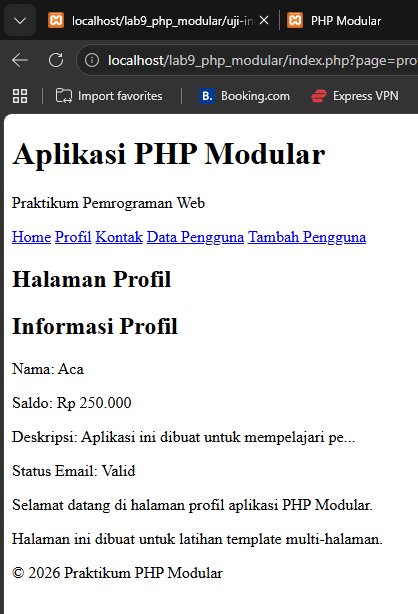 localhost/lab9_php_modular/uji-in
PHP Modular
localhost/lab9_php_modular/index.php?page=pro
Import favorites
B.
Booking.com
Express VPN
Aplikasi PHP Modular
Praktikum Pemrograman Web
Home Profil Kontak Data Pengguna Tambah Pengguna
Halaman Profil
Informasi Profil
Nama: Aca
Saldo: Rp 250.000
Deskripsi: Aplikasi ini dibuat untuk mempelajari pe...
Status Email: Valid
Selamat datang di halaman profil aplikasi PHP Modular.
Halaman ini dibuat untuk latihan template multi-halaman.
© 2026 Praktikum PHP Modular